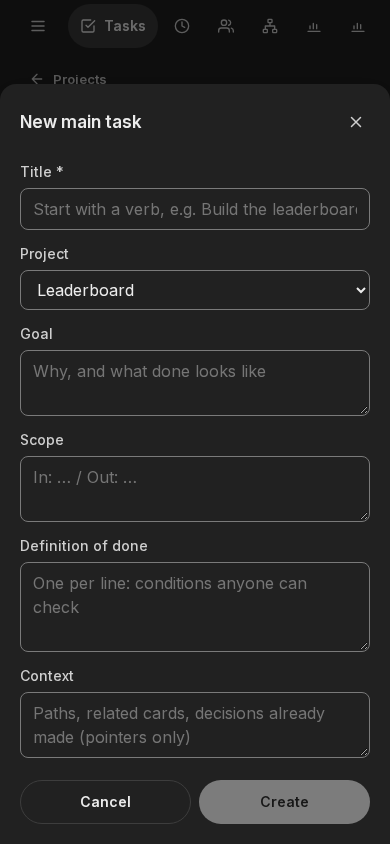 Tasks
Projects
New main task
Title *
Start with a verb, e.g. Build the leaderboard
Project
Leaderboard
Goal
Why, and what done looks like
Scope
In: ... / Out: ...
Definition of done
One per line: conditions anyone can
check
Context
Paths, related cards, decisions already
made (pointers only)
Cancel
Create